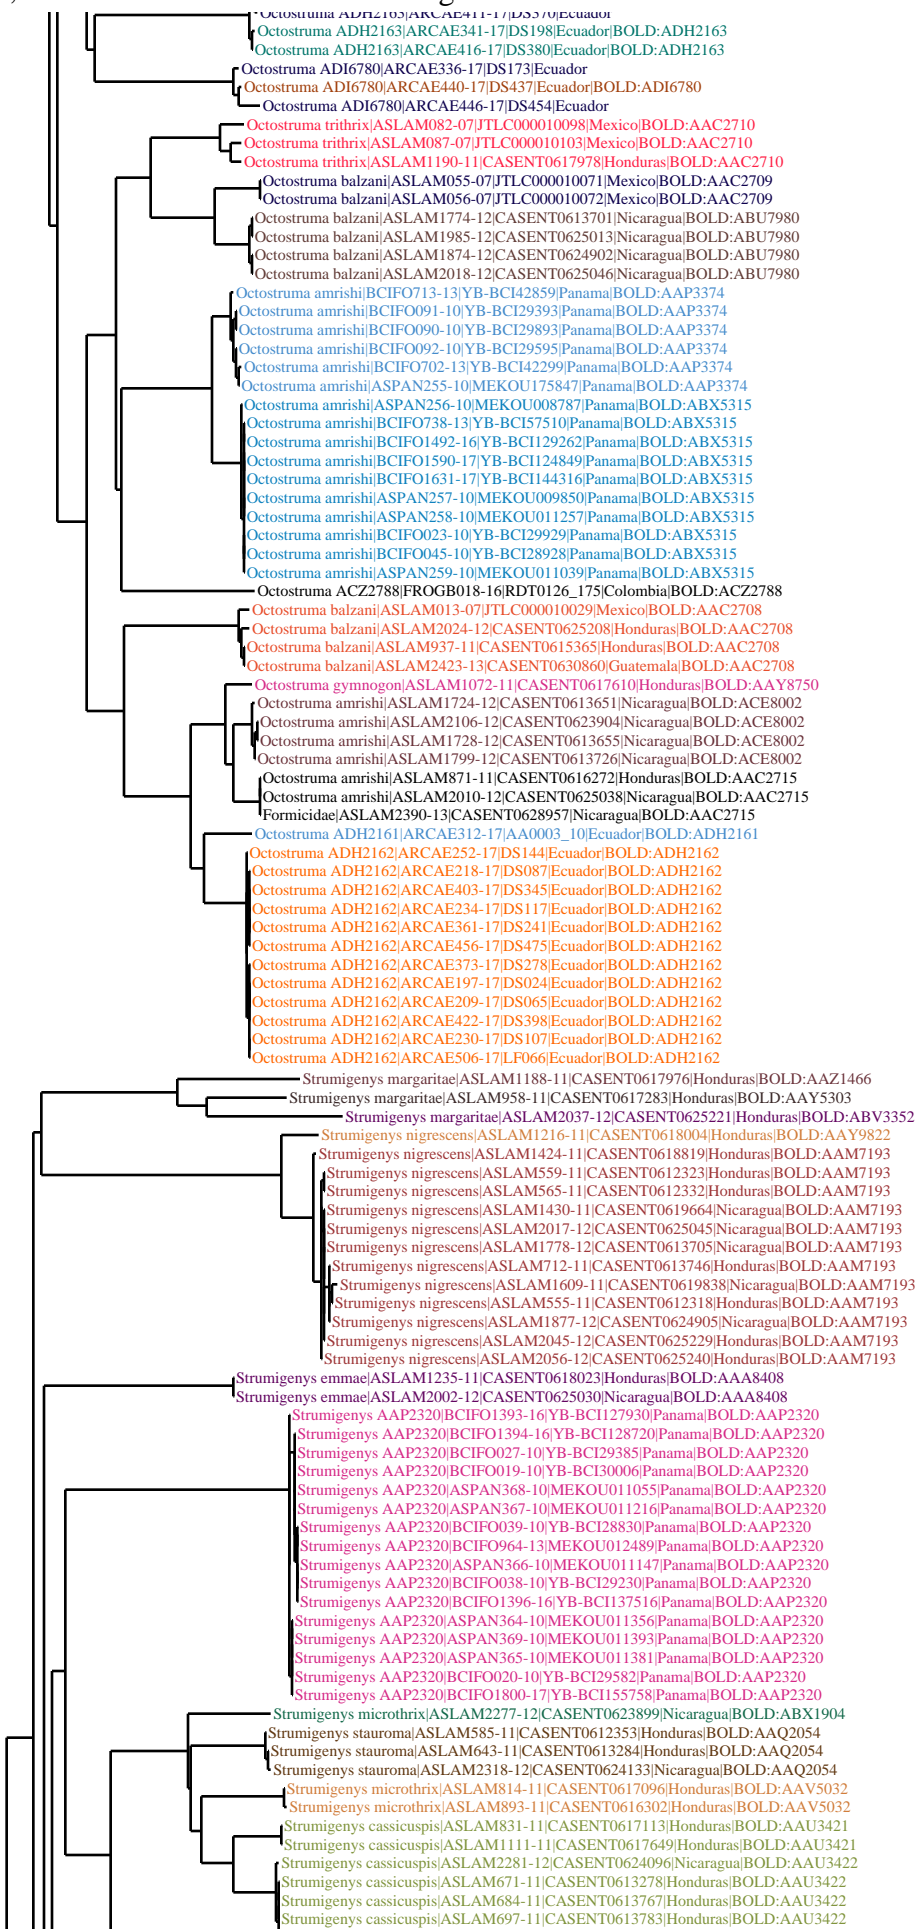 Octostruma ADH2163|ARCAE411-17|DS370|Ecuador
Octostruma ADH2163|ARCAE341-17|DS198|Ecuador|BOLD:ADH2163
Octostruma ADH2163|ARCAE416-17|DS380|Ecuador|BOLD:ADH2163
Octostruma ADI6780|ARCAE336-17|DS173|Ecuador
Octostruma ADI6780|ARCAE440-17|DS437|Ecuador|BOLD:ADI6780
Octostruma ADI6780|ARCAE446-17|DS454|Ecuador
Octostruma trithrix|ASLAM082-07|JTLC000010098|Mexico|BOLD:AAC2710
Octostruma trithrix|ASLAM087-07|JTLC000010103|Mexico|BOLD:AAC2710
Octostruma trithrix|ASLAM1190-11|CASENT0617978|Honduras|BOLD:AAC2710
Octostruma balzani|ASLAM055-07|JTLC000010071|Mexico|BOLD:AAC2709
Octostruma balzani|ASLAM056-07|JTLC000010072|Mexico|BOLD:AAC2709
Octostruma balzani|ASLAM1774-12|CASENT0613701|Nicaragua|BOLD:ABU7980
Octostruma balzani|ASLAM1985-12|CASENT0625013|Nicaragua|BOLD:ABU7980
Octostruma balzani|ASLAM1874-12|CASENT0624902|Nicaragua|BOLD:ABU7980
Octostruma balzani|ASLAM2018-12|CASENT0625046|Nicaragua|BOLD:ABU7980
Octostruma amrishi|BCIFO713-13|YB-BCI42859|Panama|BOLD:AAP3374
Octostruma amrishi|BCIFO091-10|YB-BCI29393|Panama|BOLD:AAP3374
Octostruma amrishi|BCIFO090-10|YB-BCI29893|Panama|BOLD:AAP3374
Octostruma amrishi|BCIFO092-10|YB-BCI29595|Panama|BOLD:AAP3374
Octostruma amrishi|BCIFO702-13|YB-BCI42299|Panama|BOLD:AAP3374
Octostruma amrishi|ASPAN255-10|MEKOU175847|Panama|BOLD:AAP3374
Octostruma amrishi|ASPAN256-10|MEKOU008787|Panama|BOLD:ABX5315
Octostruma amrishi|BCIFO738-13|YB-BCI57510|Panama|BOLD:ABX5315
Octostruma amrishi|BCIFO1492-16|YB-BCI129262|Panama|BOLD:ABX5315
Octostruma amrishi|BCIFO1590-17|YB-BCI124849|Panama|BOLD:ABX5315
Octostruma amrishi|BCIFO1631-17|YB-BCI144316|Panama|BOLD:ABX5315
Octostruma amrishi|ASPAN257-10|MEKOU009850|Panama|BOLD:ABX5315
Octostruma amrishi|ASPAN258-10|MEKOU011257|Panama|BOLD:ABX5315
Octostruma amrishi|BCIFO023-10|YB-BCI29929|Panama|BOLD:ABX5315
Octostruma amrishi|BCIFO045-10|YB-BCI28928|Panama|BOLD:ABX5315
Octostruma amrishi|ASPAN259-10|MEKOU011039|Panama|BOLD:ABX5315
Octostruma ACZ2788|FROGB018-16|RDT0126_175|Colombia|BOLD:ACZ2788
Octostruma balzani|ASLAM013-07|JTLC000010029|Mexico|BOLD:AAC2708
Octostruma balzani|ASLAM2024-12|CASENT0625208|Honduras|BOLD:AAC2708
Octostruma balzani|ASLAM937-11|CASENT0615365|Honduras|BOLD:AAC2708
Octostruma balzani|ASLAM2423-13|CASENT0630860|Guatemala|BOLD:AAC2708
Octostruma gymnogon|ASLAM1072-11|CASENT0617610|Honduras|BOLD:AAY8750
Octostruma amrishi|ASLAM1724-12|CASENT0613651|Nicaragua|BOLD:ACE8002
Octostruma amrishi|ASLAM2106-12|CASENT0623904|Nicaragua|BOLD:ACE8002
Octostruma amrishi|ASLAM1728-12|CASENT0613655|Nicaragua|BOLD:ACE8002
Octostruma amrishi|ASLAM1799-12|CASENT0613726|Nicaragua|BOLD:ACE8002
Octostruma amrishi|ASLAM871-11|CASENT0616272|Honduras|BOLD:AAC2715
Octostruma amrishi|ASLAM2010-12|CASENT0625038|Nicaragua|BOLD:AAC2715
Formicidae|ASLAM2390-13|CASENT0628957|Nicaragua|BOLD:AAC2715
Octostruma ADH2161|ARCAE312-17|AA0003_10|Ecuador|BOLD:ADH2161
Octostruma ADH2162|ARCAE252-17|DS144|Ecuador|BOLD:ADH2162
Octostruma ADH2162|ARCAE218-17|DS087|Ecuador|BOLD:ADH2162
Octostruma ADH2162|ARCAE403-17|DS345|Ecuador|BOLD:ADH2162
Octostruma ADH2162|ARCAE234-17|DS117|Ecuador|BOLD:ADH2162
Octostruma ADH2162|ARCAE361-17|DS241|Ecuador|BOLD:ADH2162
Octostruma ADH2162|ARCAE456-17|DS475|Ecuador|BOLD:ADH2162
Octostruma ADH2162|ARCAE373-17|DS278|Ecuador|BOLD:ADH2162
Octostruma ADH2162|ARCAE197-17|DS024|Ecuador|BOLD:ADH2162
Octostruma ADH2162|ARCAE209-17|DS065|Ecuador|BOLD:ADH2162
Octostruma ADH2162|ARCAE422-17|DS398|Ecuador|BOLD:ADH2162
Octostruma ADH2162|ARCAE230-17|DS107|Ecuador|BOLD:ADH2162
Octostruma ADH2162|ARCAE506-17|LF066|Ecuador|BOLD:ADH2162
Strumigenys margaritae|ASLAM1188-11|CASENT0617976|Honduras|BOLD:AAZ1466
Strumigenys margaritae|ASLAM958-11|CASENT0617283|Honduras|BOLD:AAY5303
Strumigenys margaritae|ASLAM2037-12|CASENT0625221|Honduras|BOLD:ABV3352
Strumigenys nigrescens|ASLAM1216-11|CASENT0618004|Honduras|BOLD:AAY9822
Strumigenys nigrescens|ASLAM1424-11|CASENT0618819|Honduras|BOLD:AAM7193
Strumigenys nigrescens|ASLAM559-11|CASENT0612323|Honduras|BOLD:AAM7193
Strumigenys nigrescens|ASLAM565-11|CASENT0612332|Honduras|BOLD:AAM7193
Strumigenys nigrescens|ASLAM1430-11|CASENT0619664|Nicaragua|BOLD:AAM7193
Strumigenys nigrescens|ASLAM2017-12|CASENT0625045|Nicaragua|BOLD:AAM7193
Strumigenys nigrescens|ASLAM1778-12|CASENT0613705|Nicaragua|BOLD:AAM7193
Strumigenys nigrescens|ASLAM712-11|CASENT0613746|Honduras|BOLD:AAM7193
Strumigenys nigrescens|ASLAM1609-11|CASENT0619838|Nicaragua|BOLD:AAM7193
Strumigenys nigrescens|ASLAM555-11|CASENT0612318|Honduras|BOLD:AAM7193
Strumigenys nigrescens|ASLAM1877-12|CASENT0624905|Nicaragua|BOLD:AAM7193
Strumigenys nigrescens|ASLAM2045-12|CASENT0625229|Honduras|BOLD:AAM7193
Strumigenys nigrescens|ASLAM2056-12|CASENT0625240|Honduras|BOLD:AAM7193
Strumigenys emmae|ASLAM1235-11|CASENT0618023|Honduras|BOLD:AAA8408
Strumigenys emmae|ASLAM2002-12|CASENT0625030|Nicaragua|BOLD:AAA8408
Strumigenys AAP2320|BCIFO1393-16|YB-BCI127930|Panama|BOLD:AAP2320
Strumigenys AAP2320|BCIFO1394-16|YB-BCI128720|Panama|BOLD:AAP2320
Strumigenys AAP2320|BCIFO027-10|YB-BCI29385|Panama|BOLD:AAP2320
Strumigenys AAP2320|BCIFO019-10|YB-BCI30006|Panama|BOLD:AAP2320
Strumigenys AAP2320|ASPAN368-10|MEKOU011055|Panama|BOLD:AAP2320
Strumigenys AAP2320|ASPAN367-10|MEKOU011216|Panama|BOLD:AAP2320
Strumigenys AAP2320|BCIFO039-10|YB-BCI28830|Panama|BOLD:AAP2320
Strumigenys AAP2320|BCIFO964-13|MEKOU012489|Panama|BOLD:AAP2320
Strumigenys AAP2320|ASPAN366-10|MEKOU011147|Panama|BOLD:AAP2320
Strumigenys AAP2320|BCIFO038-10|YB-BCI29230|Panama|BOLD:AAP2320
Strumigenys AAP2320|BCIFO1396-16|YB-BCI137516|Panama|BOLD:AAP2320
Strumigenys AAP2320|ASPAN364-10|MEKOU011356|Panama|BOLD:AAP2320
Strumigenys AAP2320|ASPAN369-10|MEKOU011393|Panama|BOLD:AAP2320
Strumigenys AAP2320|ASPAN365-10|MEKOU011381|Panama|BOLD:AAP2320
Strumigenys AAP2320|BCIFO020-10|YB-BCI29582|Panama|BOLD:AAP2320
Strumigenys AAP2320|BCIFO1800-17|YB-BCI155758|Panama|BOLD:AAP2320
Strumigenys microthrix|ASLAM2277-12|CASENT0623899|Nicaragua|BOLD:ABX1904
Strumigenys stauroma|ASLAM585-11|CASENT0612353|Honduras|BOLD:AAQ2054
Strumigenys stauroma|ASLAM643-11|CASENT0613284|Honduras|BOLD:AAQ2054
Strumigenys stauroma|ASLAM2318-12|CASENT0624133|Nicaragua|BOLD:AAQ2054
Strumigenys microthrix|ASLAM814-11|CASENT0617096|Honduras|BOLD:AAV5032
Strumigenys microthrix|ASLAM893-11|CASENT0616302|Honduras|BOLD:AAV5032
Strumigenys cassicuspis|ASLAM831-11|CASENT0617113|Honduras|BOLD:AAU3421
Strumigenys cassicuspis|ASLAM1111-11|CASENT0617649|Honduras|BOLD:AAU3421
Strumigenys cassicuspis|ASLAM2281-12|CASENT0624096|Nicaragua|BOLD:AAU3422
Strumigenys cassicuspis|ASLAM671-11|CASENT0613278|Honduras|BOLD:AAU3422
Strumigenys cassicuspis|ASLAM684-11|CASENT0613767|Honduras|BOLD:AAU3422
Strumigenys cassicuspis|ASLAM697-11|CASENT0613783|Honduras|BOLD:AAU3422